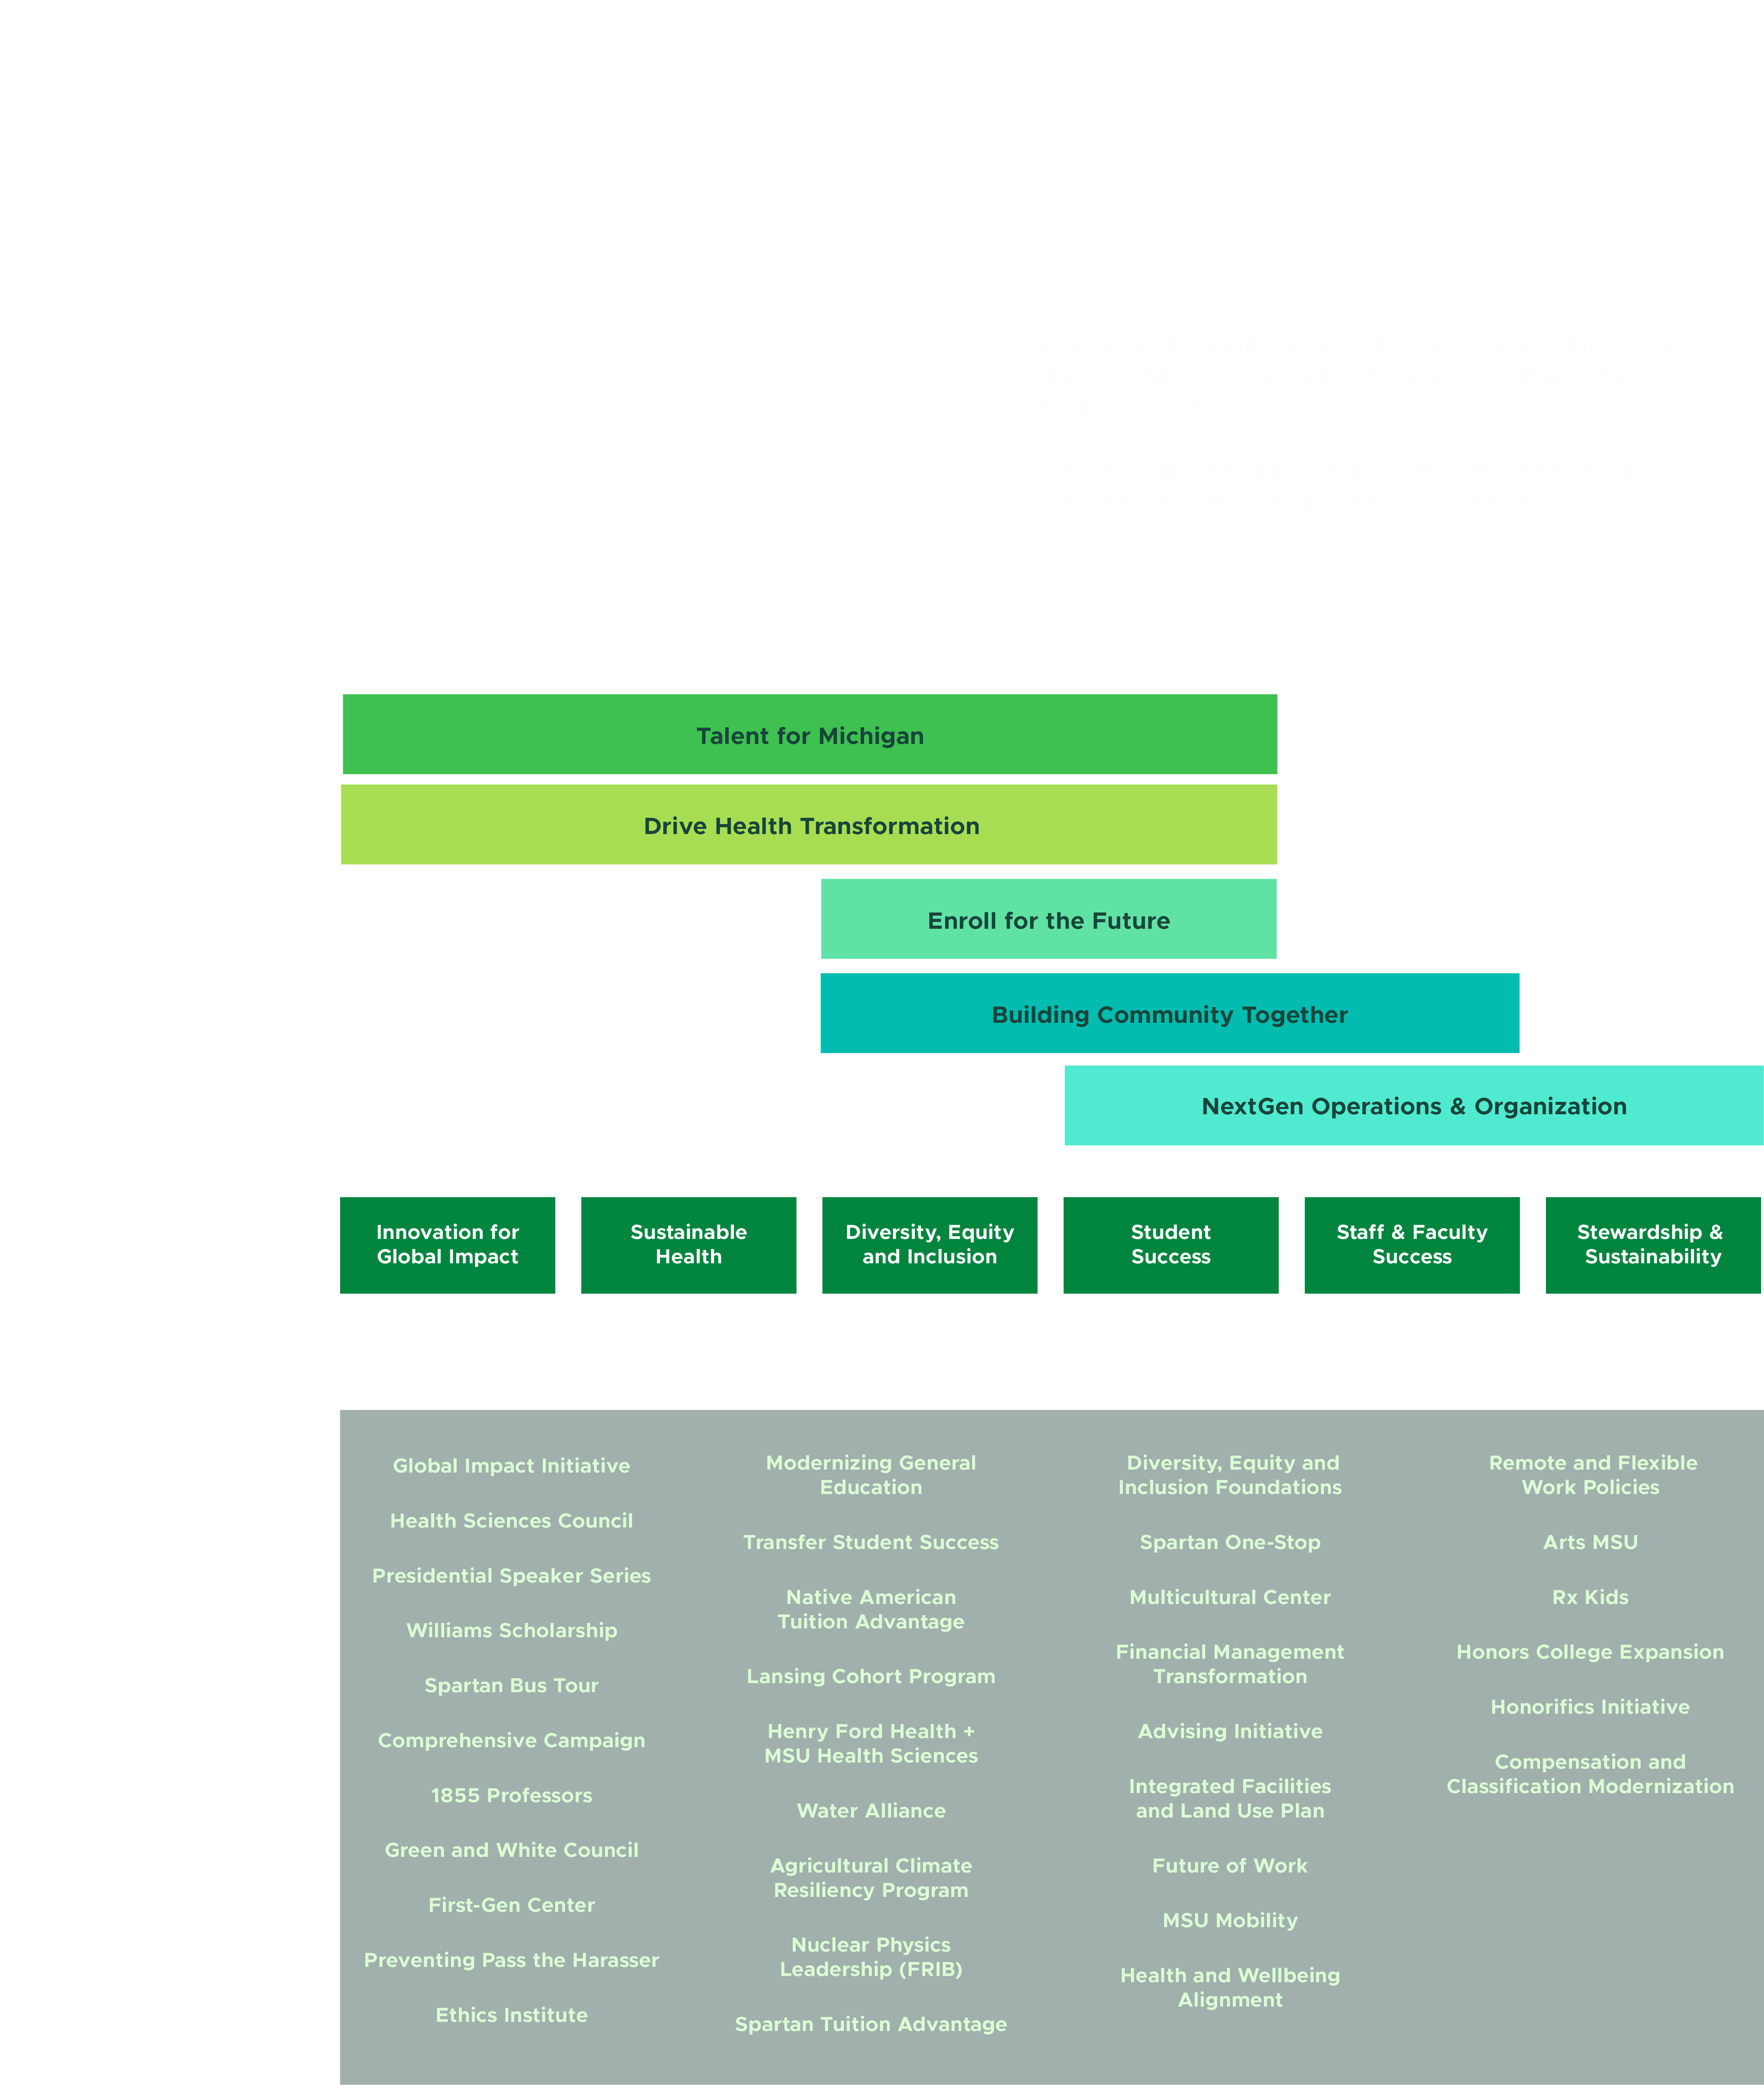 Talent for Michigan
Drive Health Transformation
Enroll for the Future
Building Community Together
NextGen Operations & Organization
Innovation for
Global Impact
Sustainable
Health
Diversity, Equity
and Inclusion
Student
Success
Staff & Faculty
Success
Stewardship &
Sustainability
Global Impact Initiative
Health Sciences Council
Presidential Speaker Series
Williams Scholarship
Spartan Bus Tour
Comprehensive Campaign
1855 Professors
Green and White Council
First-Gen Center
Preventing Pass the Harasser
Ethics Institute
Modernizing General
Education
Transfer Student Success
Native American
Tuition Advantage
Lansing Cohort Program
Henry Ford Health +
MSU Health Sciences
Water Alliance
Agricultural Climate
Resiliency Program
Nuclear Physics
Leadership (FRIB)
Spartan Tuition Advantage
Diversity, Equity and
Inclusion Foundations
Spartan One-Stop
Multicultural Center
Financial Management
Transformation
Advising Initiative
Integrated Facilities
and Land Use Plan
Future of Work
MSU Mobility
Health and Wellbeing
Alignment
Remote and Flexible
Work Policies
Arts MSU
Rx Kids
Honors College Expansion
Honorifics Initiative
Compensation and
Classification Modernization